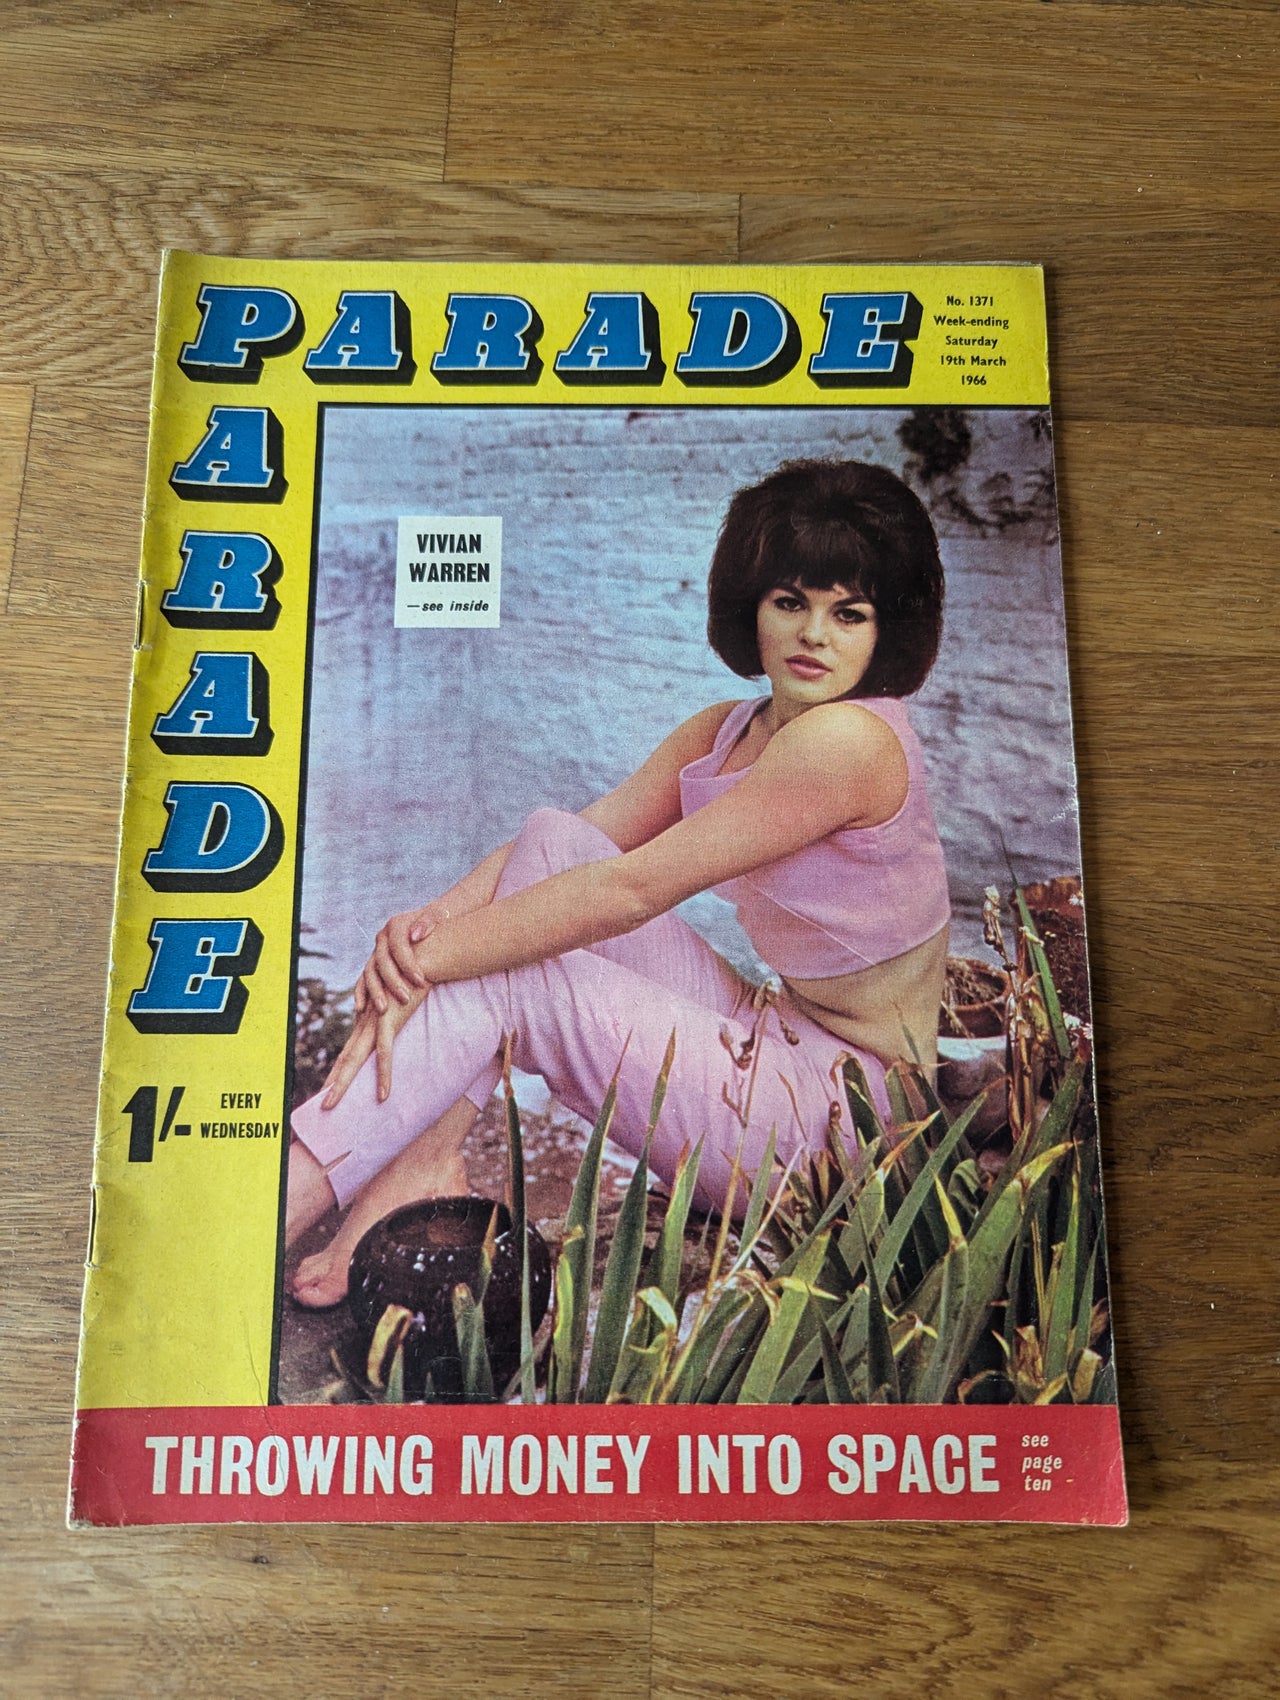 PARADE
No. 1371
Week-ending
Saturday
19th March
1966
PARADE
VIVIAN
WARREN
—see inside
1/- EVERY
WEDNESDAY
THROWING MONEY INTO SPACE
see
page
ten